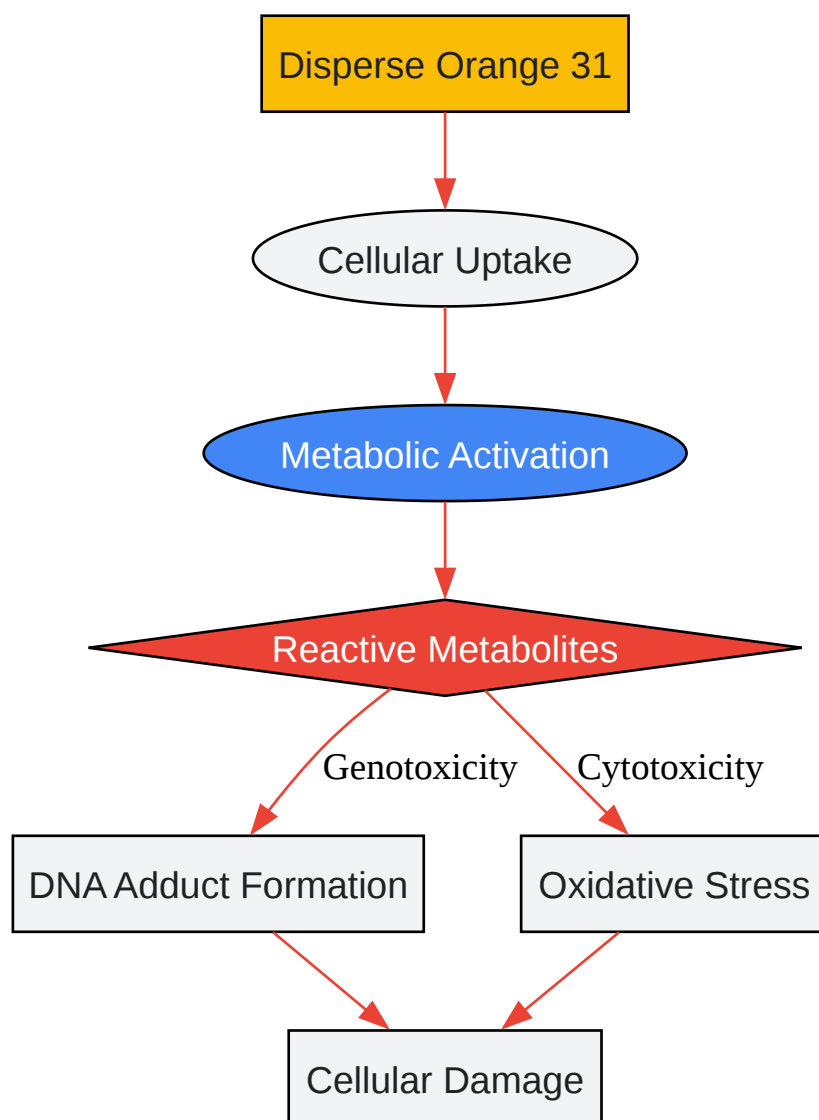 Disperse Orange 31
Cellular Uptake
Metabolic Activation
Reactive Metabolites
Genotoxicity
Cytotoxicity
DNA Adduct Formation
Oxidative Stress
Cellular Damage